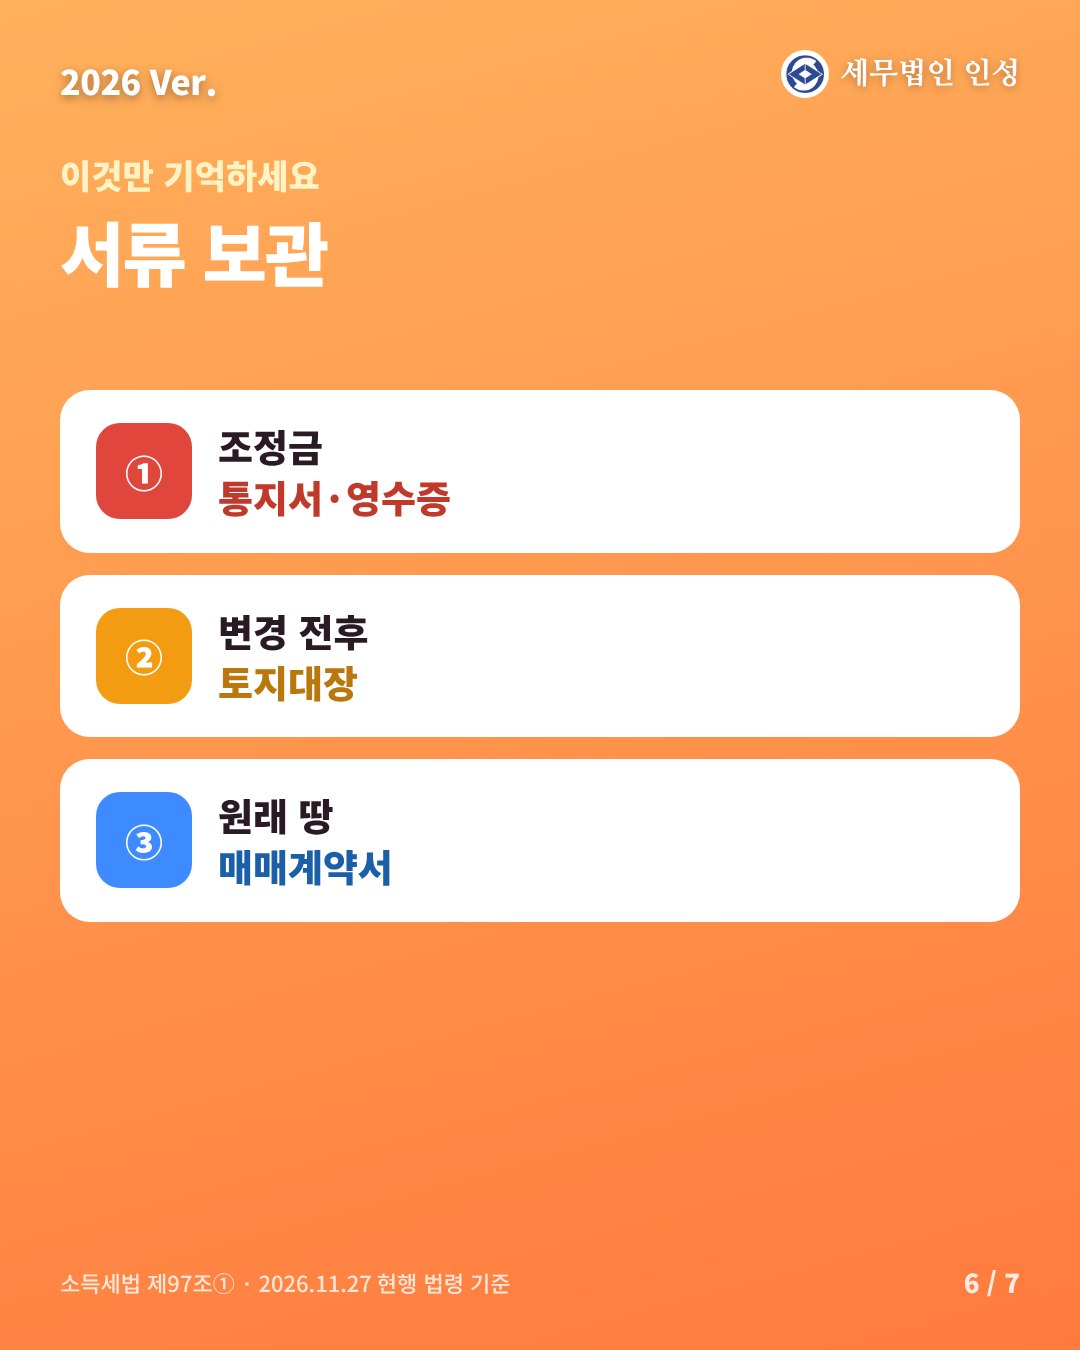 2026 Ver.
세무법인 인성
이것만 기억하세요
서류 보관
①
조정금
통지서·영수증
②
변경 전후
토지대장
③
원래 땅
매매계약서
소득세법 제97조① · 2026.11.27 현행 법령 기준
6 / 7